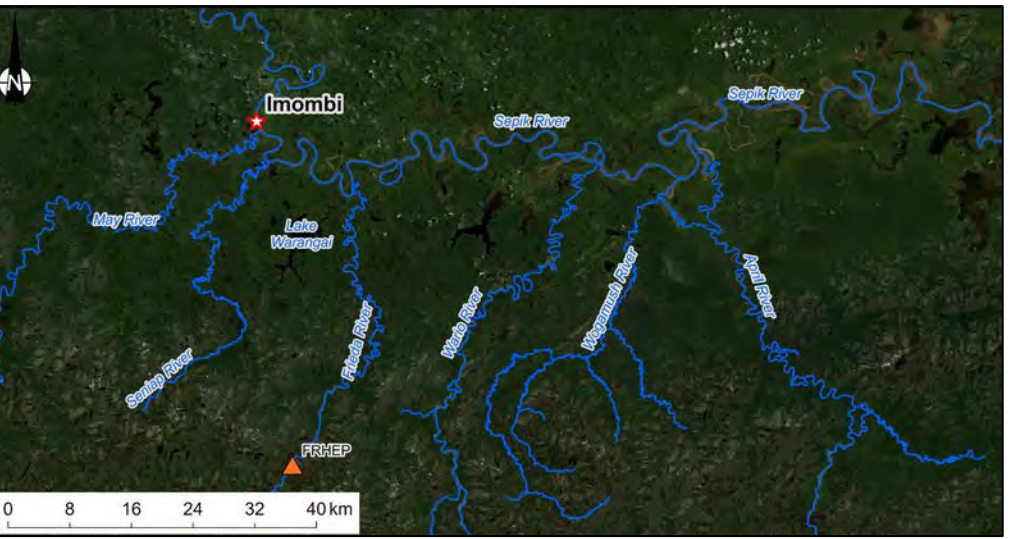 N
Imombi
Sepik River
Sepik River
May River
Lake
Warangai
Seniap River
Frieda River
Wario River
Wogamush River
April River
FRHEP
0 8 16 24 32 40 km